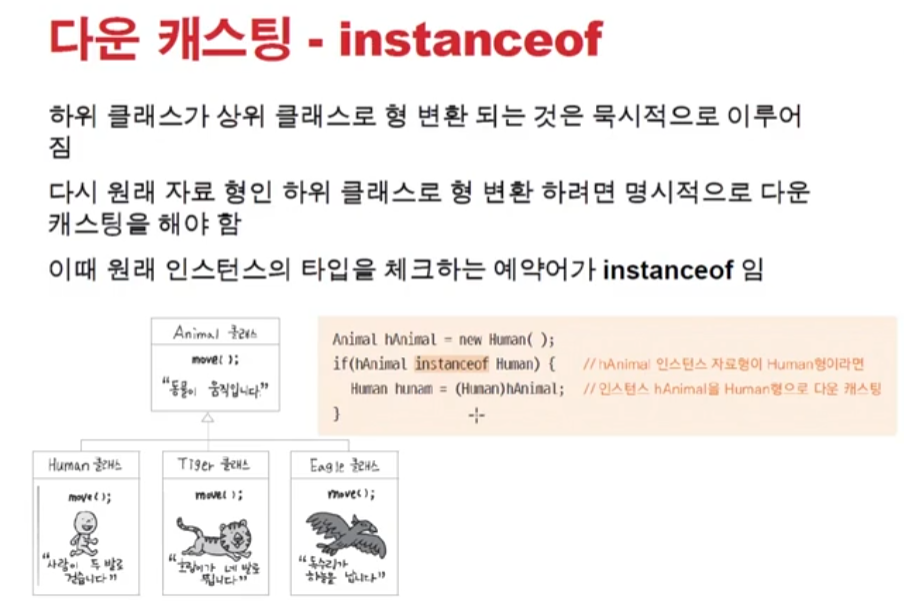 다운 캐스팅 - instanceof
하위 클래스가 상위 클래스로 형 변환 되는 것은 묵시적으로 이루어
짐
다시 원래 자료 형인 하위 클래스로 형 변환 하려면 명시적으로 다운
캐스팅을 해야 함
이때 원래 인스턴스의 타입을 체크하는 예약어가 instanceof 임
Animal 클래스
move();
"동물이 움직입니다."
Animal hAnimal = new Human( );
if(hAnimal instanceof Human) { //hAnimal 인스턴스 자료형이 Human형이라면
Human hunam = (Human)hAnimal; //인스턴스 hAnimal을 Human형으로 다운 캐스팅
}
Human 클래스
move();
"사람이 두 발로
걷습니다"
Tiger 클래스
move();
"호랑이가 네 발로
뜁니다"
Eagle 클래스
move();
"독수리가
하늘을 납니다"